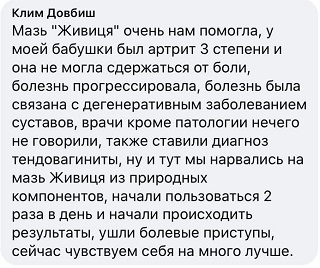 Клим Довбиш
Мазь "Живиця" очень нам помогла, у
моей бабушки был артрит 3 степени и
она не могла сдержаться от боли,
болезнь прогрессировала, болезнь была
связана с дегенеративным заболеванием
суставов, врачи кроме патологии нечего
не говорили, также ставили диагноз
тендовагиниты, ну и тут мы нарвались на
мазь Живиця из природных
компонентов, начали пользоваться 2
раза в день и начали происходить
результаты, ушли болевые приступы,
сейчас чувствуем себя на много лучше.